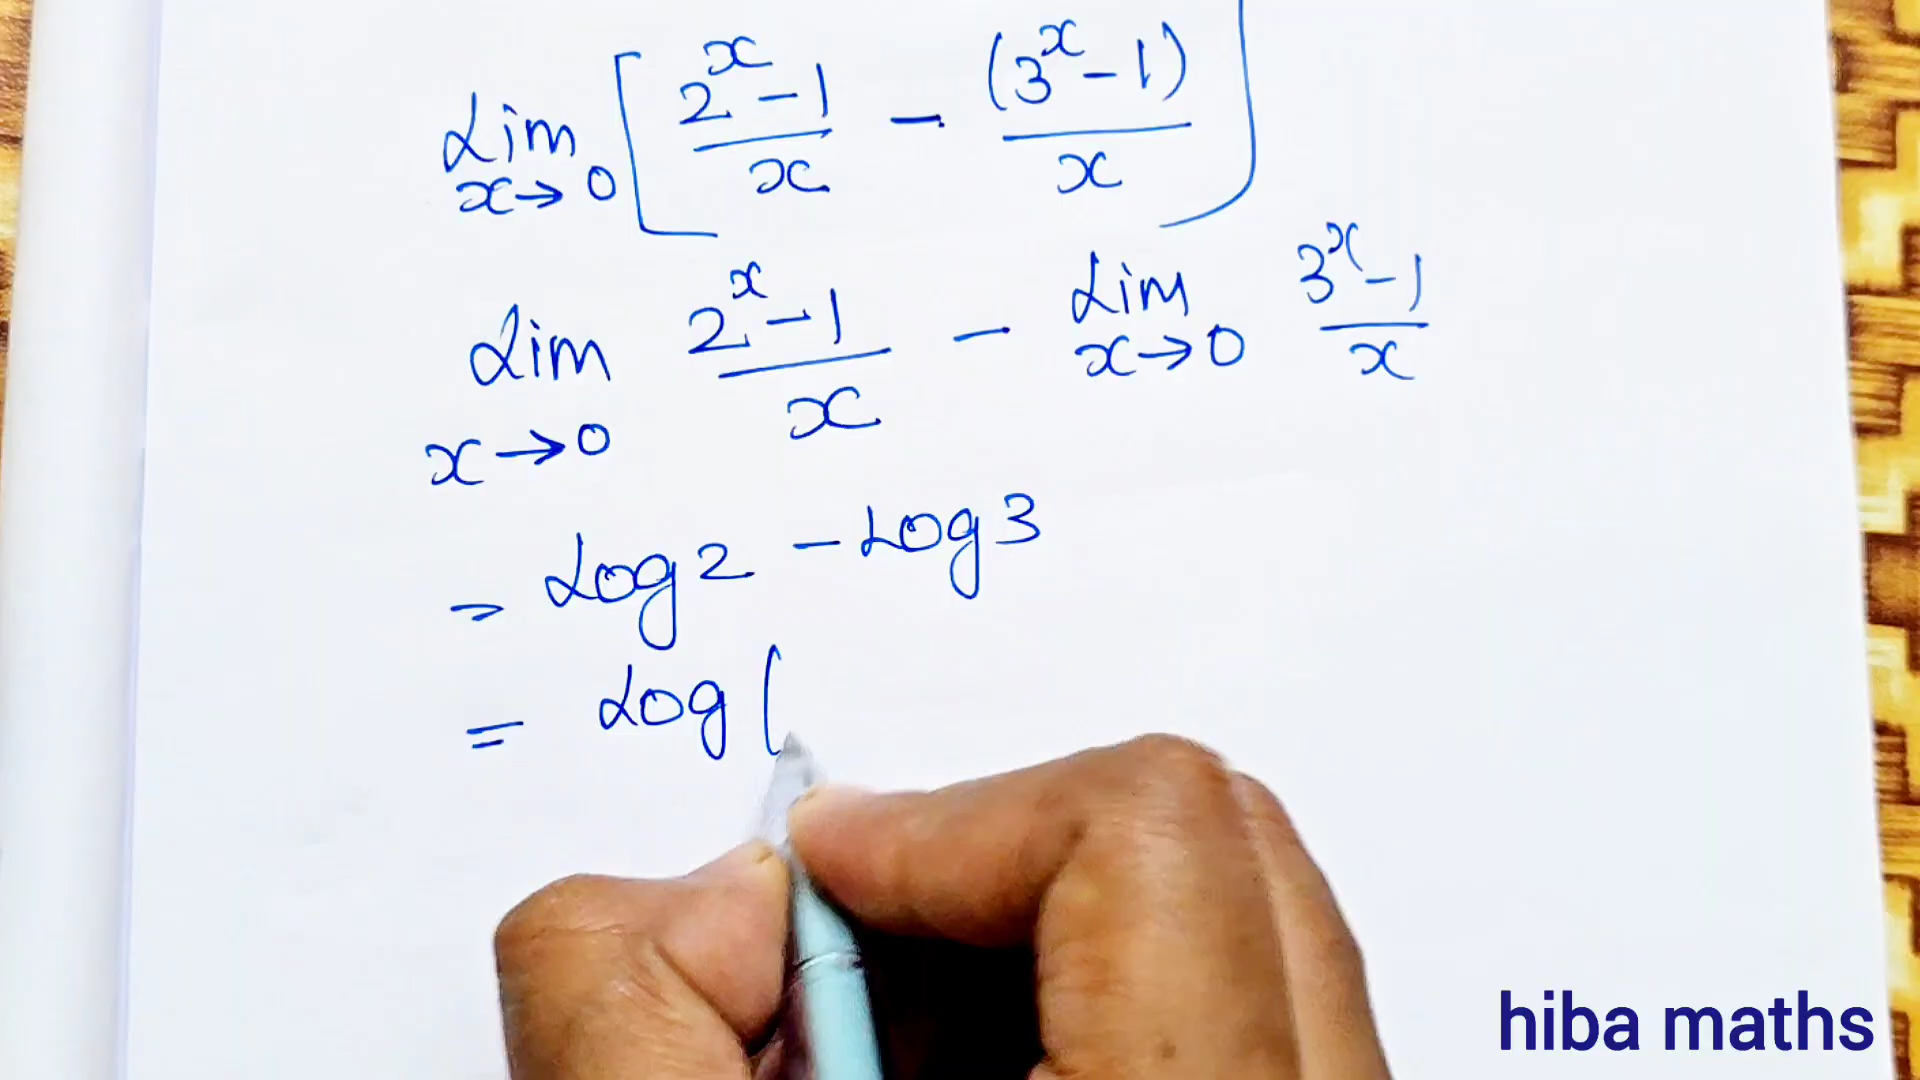 Lim x→0 [ (2^x - 1)/x - (3^x - 1)/x ]
Lim x→0 (2^x - 1)/x - Lim x→0 (3^x - 1)/x
= Log 2 - Log 3
= Log (
hiba maths